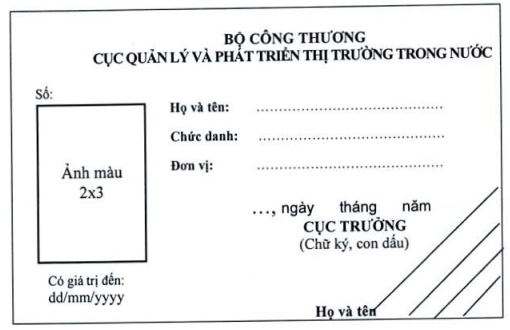 BỘ CÔNG THƯƠNG
CỤC QUẢN LÝ VÀ PHÁT TRIỂN THỊ TRƯỜNG TRONG NƯỚC
Số:
Ảnh màu
2x3
Có giá trị đến:
dd/mm/yyyy
Họ và tên: ................................................
Chức danh: ................................................
Đơn vị: ................................................
..., ngày tháng năm
CỤC TRƯỞNG
(Chữ ký, con dấu)
Họ và tên